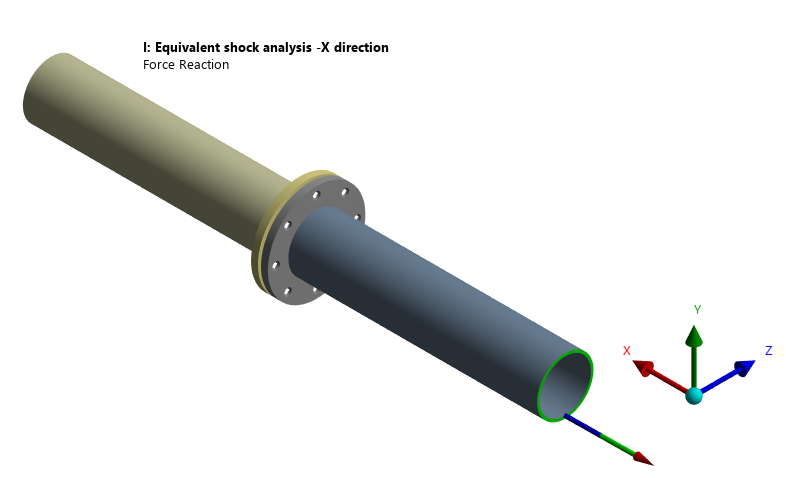 I: Equivalent shock analysis -X direction
Force Reaction
Y
X
Z